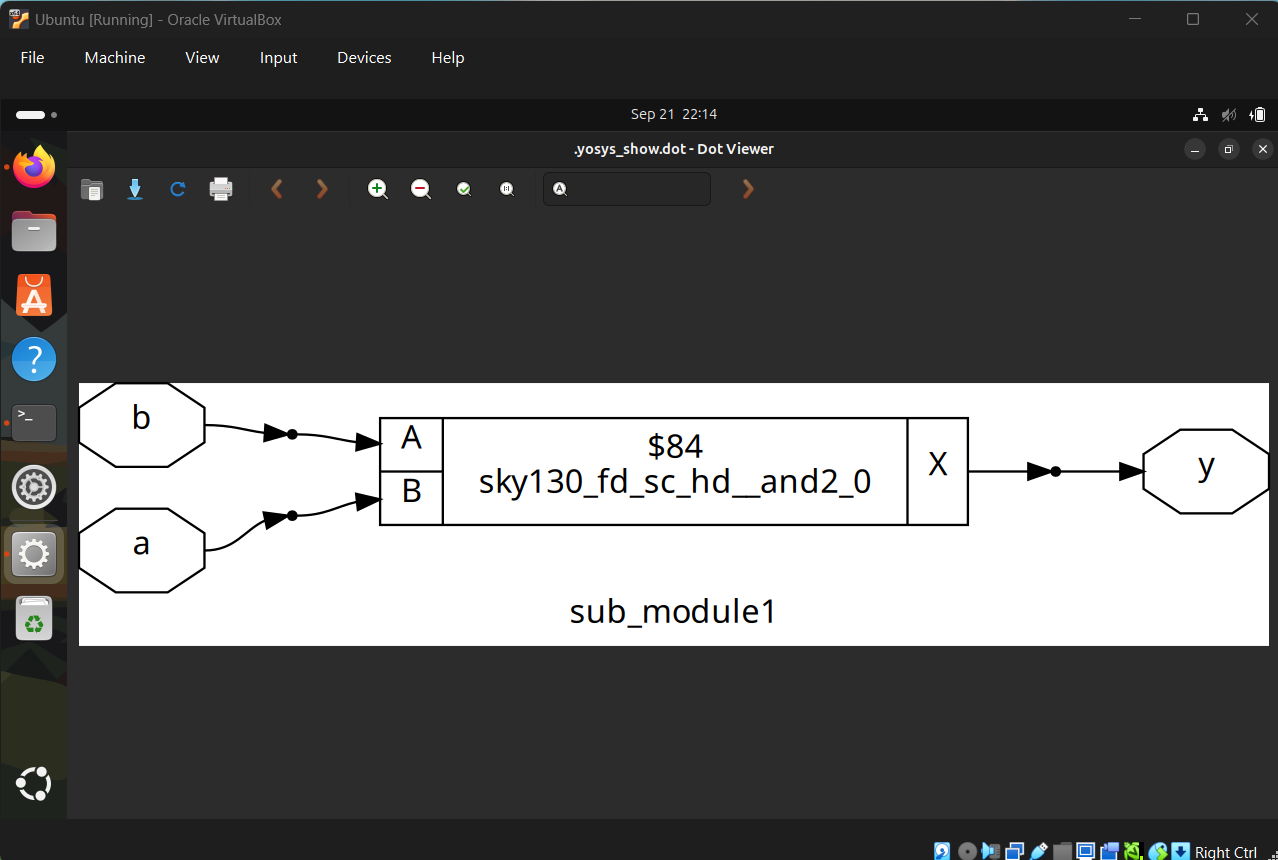 Ubuntu [Running] - Oracle VirtualBox
File Machine View Input Devices Help
Sep 21 22:14
.yosys_show.dot - Dot Viewer
b
a
A
B
$84
sky130_fd_sc_hd__and2_0
X
y
sub_module1
Right Ctrl